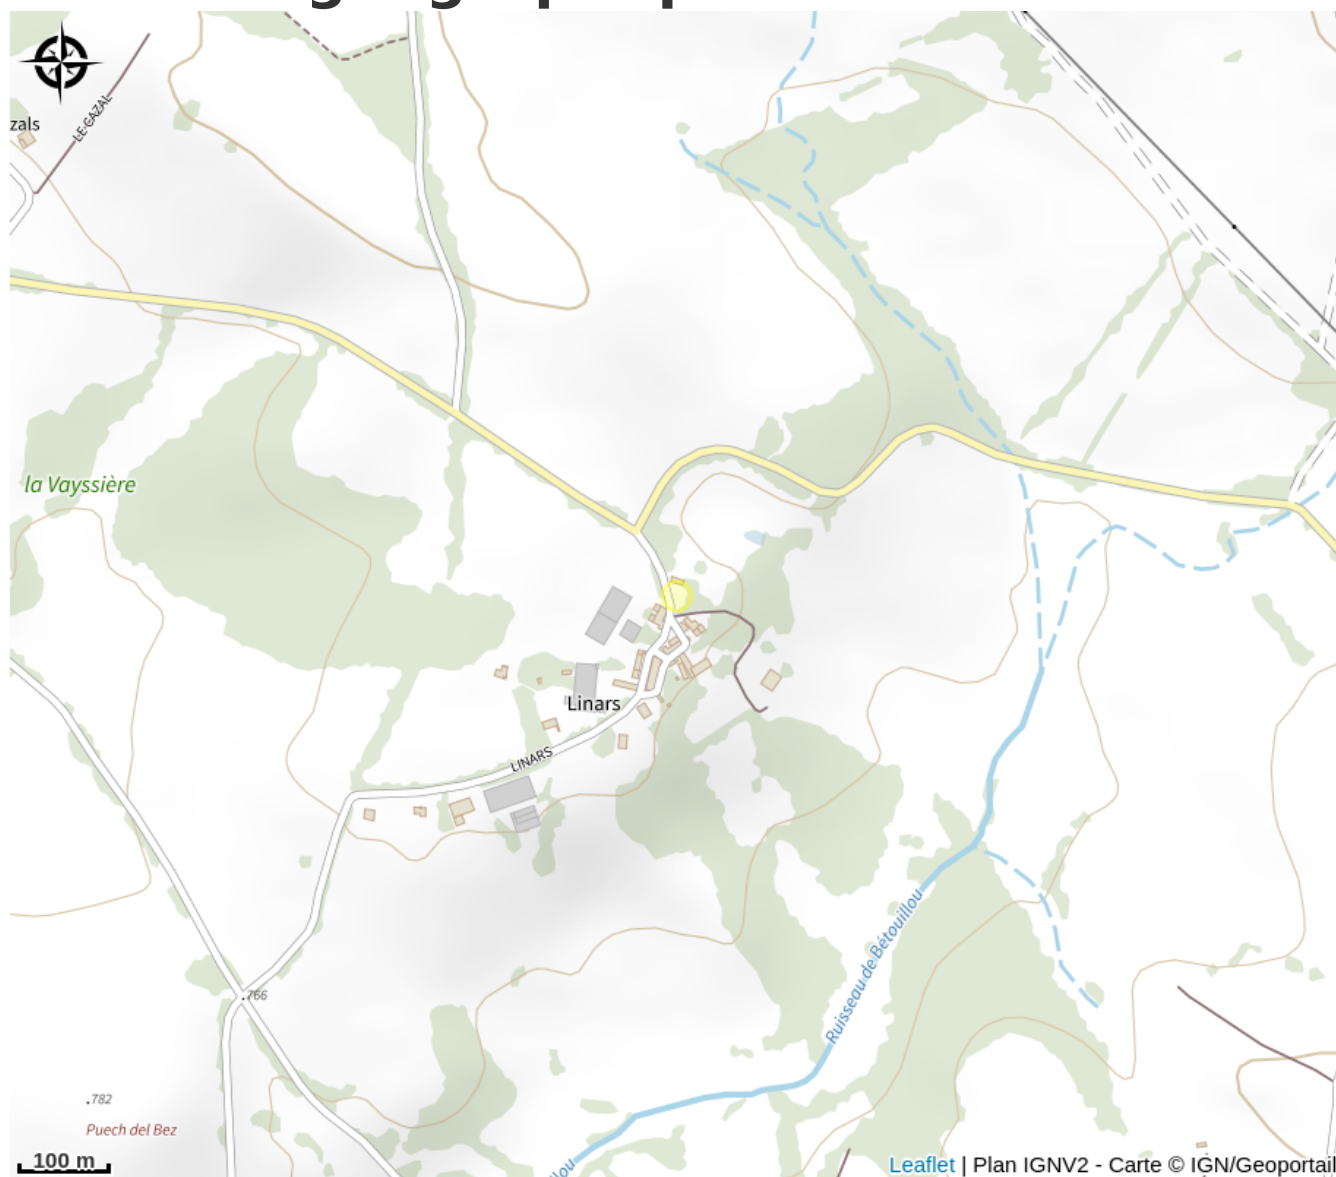 zals
LE CAZAL
la Vayssière
Linars
LINARS
Ruisseau de Bétouillou
.766
.782
Puech del Bez
100 m
llou
Leaflet | Plan IGNV2 - Carte © IGN/Geoportail